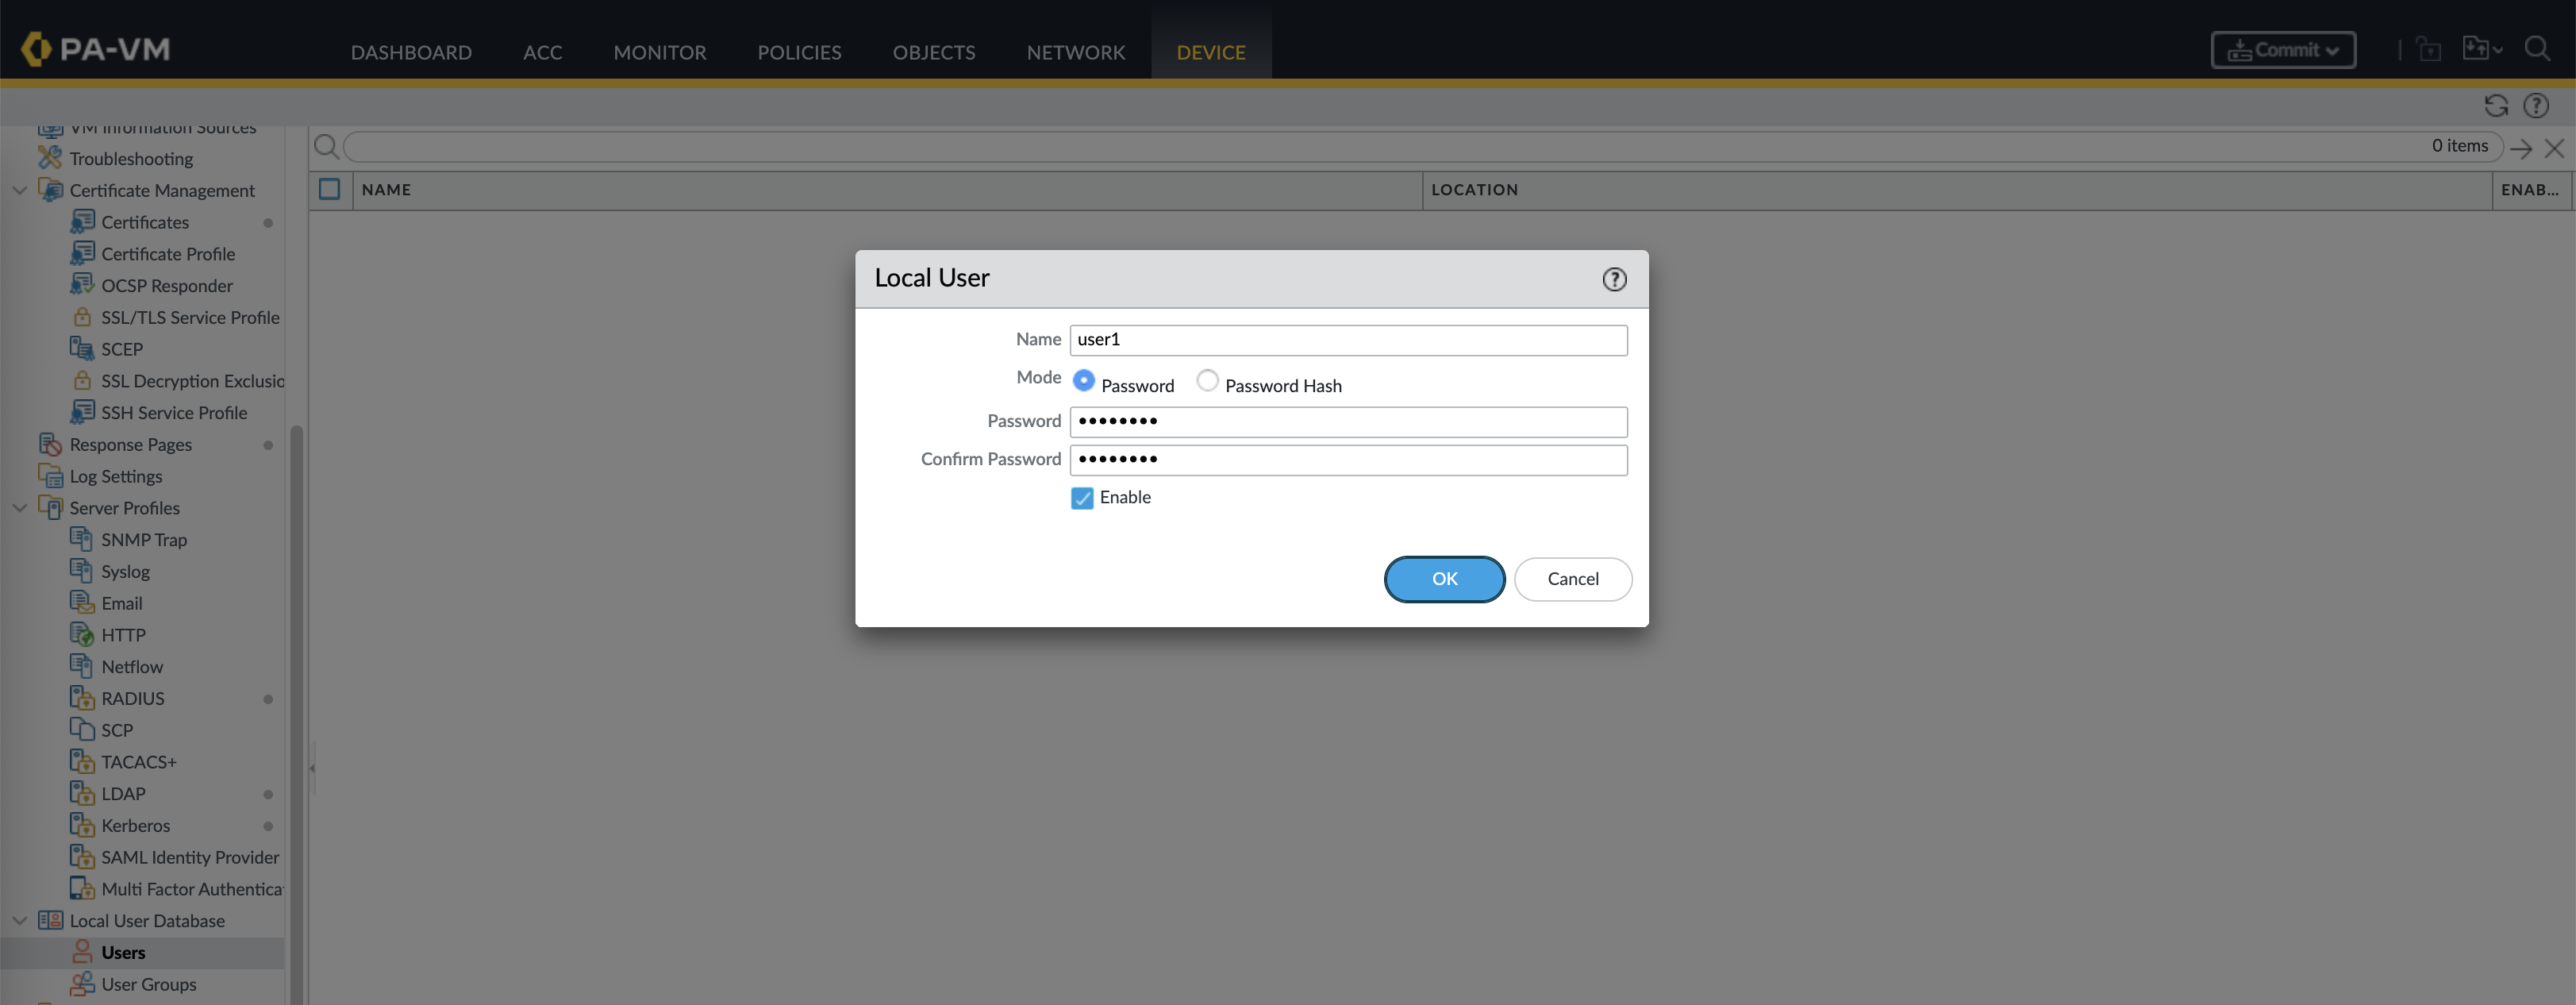 PA-VM
DASHBOARD
ACC
MONITOR
POLICIES
OBJECTS
NETWORK
DEVICE
Commit
VM Information Sources
Troubleshooting
Certificate Management
Certificates
Certificate Profile
OCSP Responder
SSL/TLS Service Profile
SCEP
SSL Decryption Exclusio
SSH Service Profile
Response Pages
Log Settings
Server Profiles
SNMP Trap
Syslog
Email
HTTP
Netflow
RADIUS
SCP
TACACS+
LDAP
Kerberos
SAML Identity Provider
Multi Factor Authenticat
Local User Database
Users
User Groups
0 items
NAME
LOCATION
ENAB...
Local User
Name user1
Mode Password Password Hash
Password ••••••••
Confirm Password ••••••••
Enable
OK Cancel